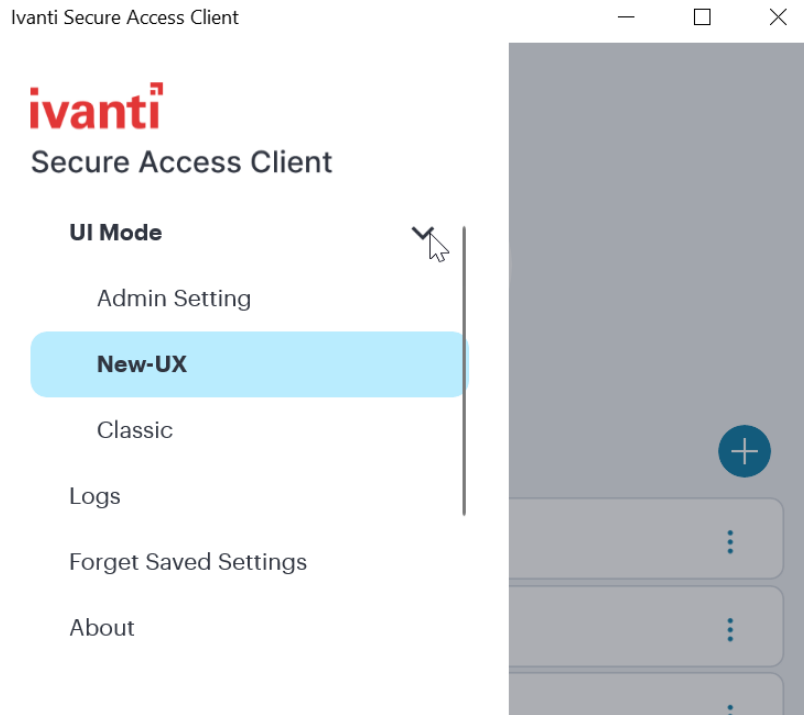 Ivanti Secure Access Client
ivanti
Secure Access Client
UI Mode
Admin Setting
New-UX
Classic
Logs
Forget Saved Settings
About